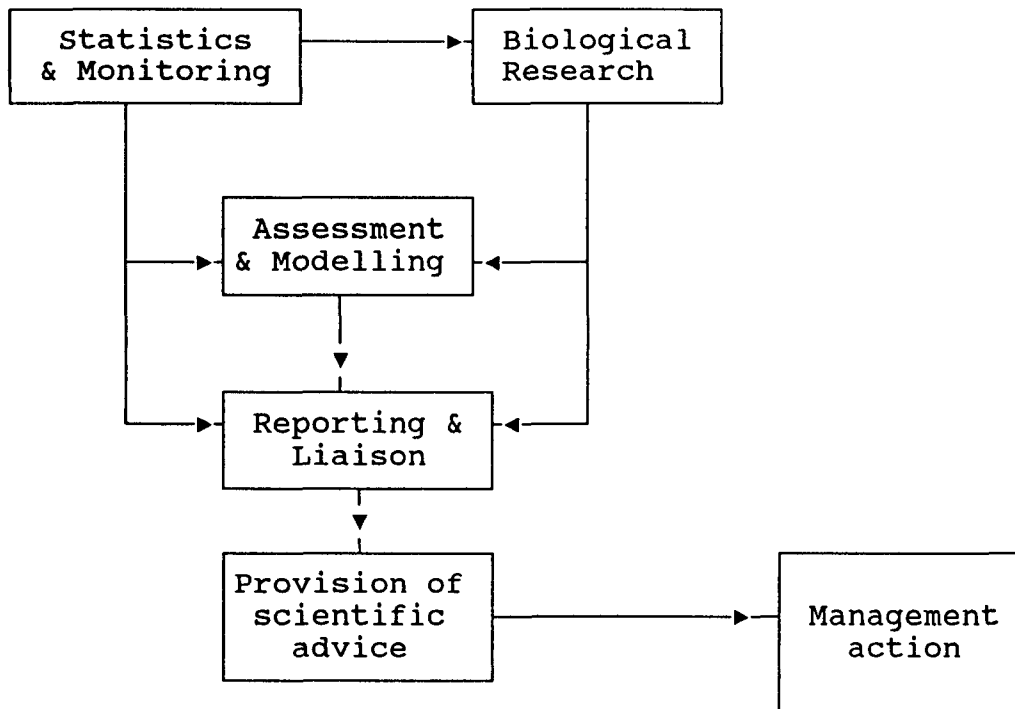 Statistics
& Monitoring
Biological
Research
Assessment
& Modelling
Reporting &
Liaison
Provision of
scientific
advice
Management
action